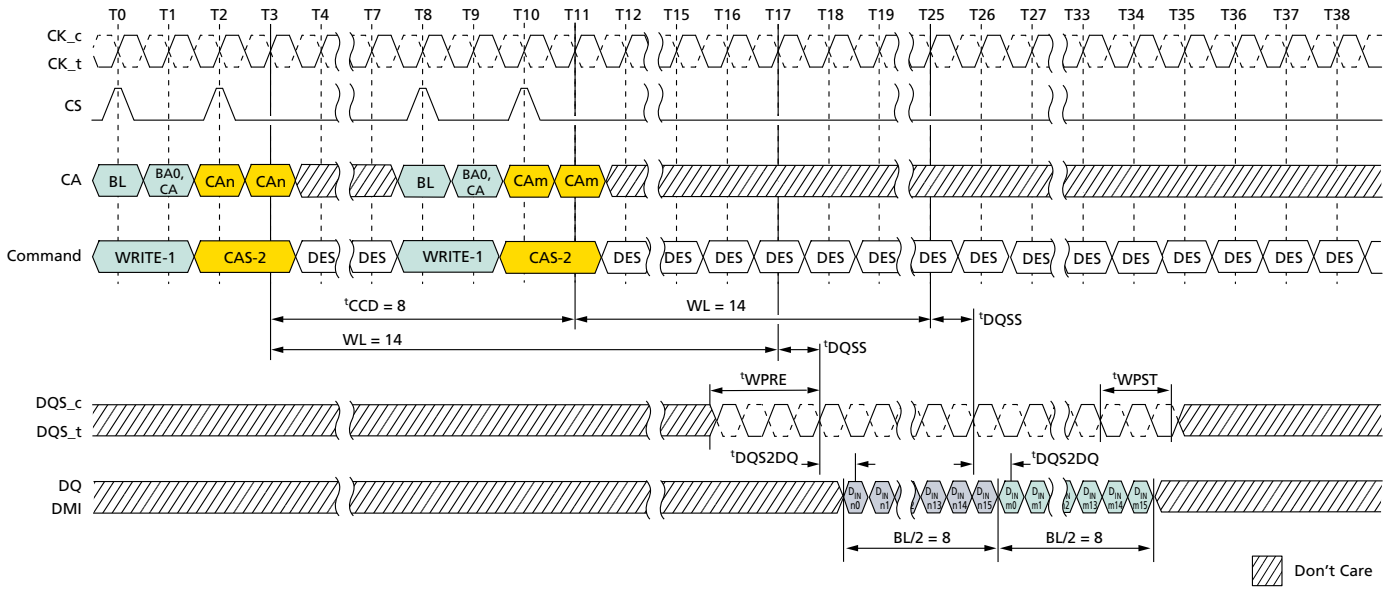 T0 T1 T2 T3 T4 T7 T8 T9 T10 T11 T12 T15 T16 T17 T18 T19 T25 T26 T27 T33 T34 T35 T36 T37 T38
CK_c
CK_t
CS
CA BL BA0, CA CAn CAn BL BA0, CA CAm CAm
Command WRITE-1 CAS-2 DES DES WRITE-1 CAS-2 DES DES DES DES DES DES DES DES DES DES DES DES DES DES DES
tCCD = 8 WL = 14 tDQSS
WL = 14 tDQSS
tWPRE tWPST
DQS_c
DQS_t
tDQS2DQ tDQS2DQ
DQ
DMI
DIN n0 DIN n1 DIN n13 DIN n14 DIN n15 DIN m0 DIN m1 DIN m13 DIN m14 DIN m15
BL/2 = 8 BL/2 = 8
Don't Care